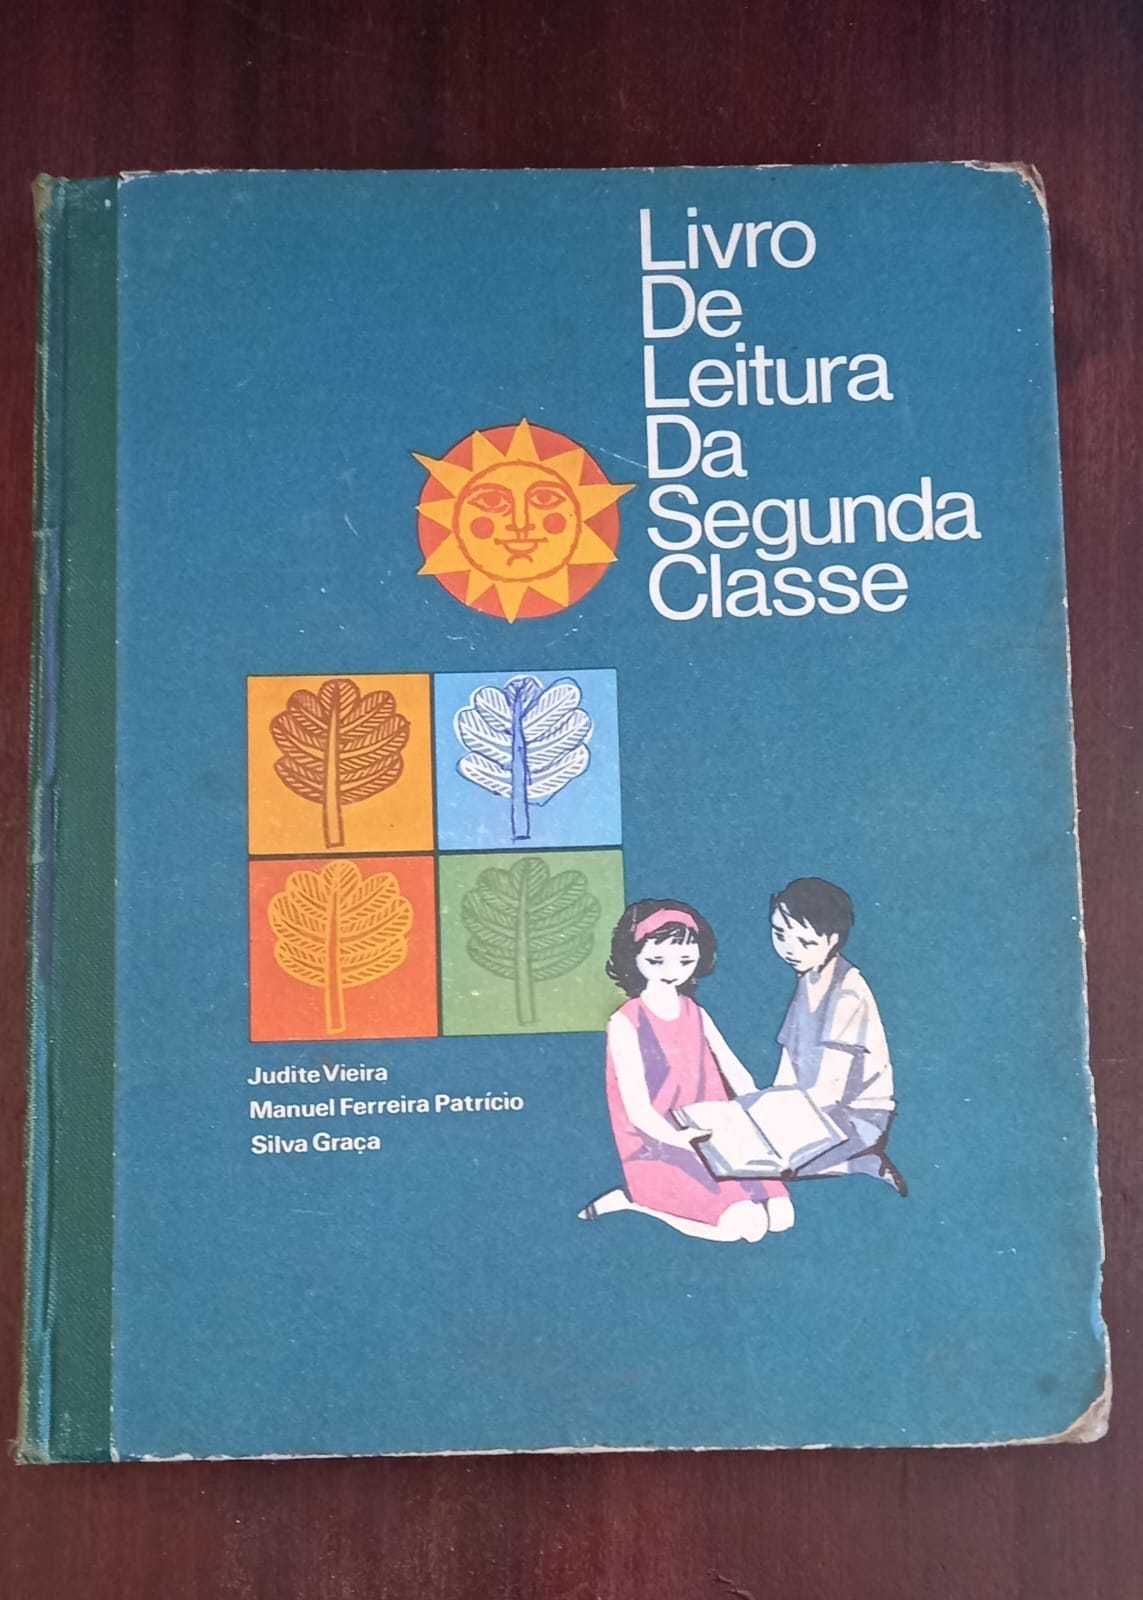 Livro
De
Leitura
Da
Segunda
Classe
Judite Vieira
Manuel Ferreira Patrício
Silva Graça